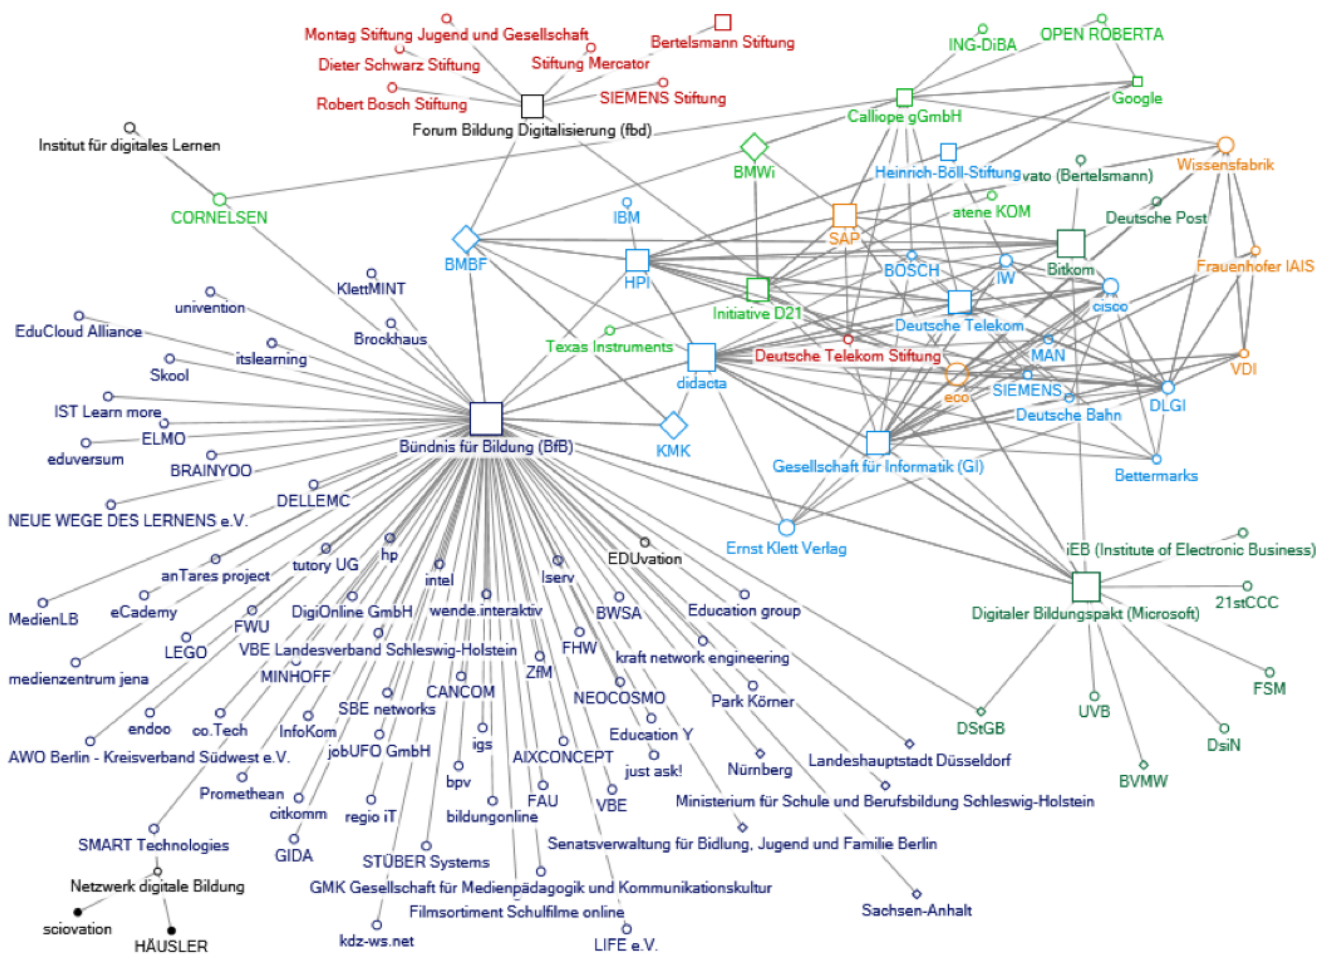 Montag Stiftung Jugend und Gesellschaft
Bertelsmann Stiftung
Dieter Schwarz Stiftung
Stiftung Mercator
Robert Bosch Stiftung
SIEMENS Stiftung
Forum Bildung Digitalisierung (fbd)
ING-DiBA
OPEN ROBERTA
Google
Calliope gGmbH
Institut für digitales Lernen
CORNELSEN
BMWi
Heinrich-Böll-Stiftung
vato (Bertelsmann)
Wissensfabrik
IBM
atene KOM
Deutsche Post
SAP
BMBF
HPI
BOSCH
IW
Bitkom
Frauenhofer IAIS
KlettMINT
univention
Initiative D21
Deutsche Telekom
cisco
EduCloud Alliance
Brockhaus
itslearning
Texas Instruments
Deutsche Telekom Stiftung
MAN
VDI
Skool
didacta
eco
SIEMENS
Deutsche Bahn
DLGI
IST Learn more
ELMO
eduversum
BRAINYOO
Bündnis für Bildung (BfB)
KMK
Gesellschaft für Informatik (GI)
Bettermarks
DELLEMC
NEUE WEGE DES LERNENS e.V.
Ernst Klett Verlag
iEB (Institute of Electronic Business)
hp
tutory UG
anTares project
intel
lserv
EDUvation
MedienLB
eCademy
DigiOnline GmbH
wende.interaktiv
BWSA
Education group
Digitaler Bildungspakt (Microsoft)
21stCCC
FWU
LEGO
VBE Landesverband Schleswig-Holstein
FHW
kraft network engineering
medienzentrum jena
MINHOFF
ZfM
CANCOM
NEOCOSMO
Park Körner
FSM
SBE networks
endoo
co.Tech
InfoKom
igs
Education Y
DStGB
UVB
DsiN
AWO Berlin - Kreisverband Südwest e.V.
jobUFO GmbH
AIXCONCEPT
just ask!
Nürnberg
Landeshauptstadt Düsseldorf
BVMW
Promethean
bpv
citkomm
regio iT
bildungonline
FAU
VBE
Ministerium für Schule und Berufsbildung Schleswig-Holstein
SMART Technologies
GIDA
STÜBER Systems
Senatsverwaltung für Bidlung, Jugend und Familie Berlin
Netzwerk digitale Bildung
GMK Gesellschaft für Medienpädagogik und Kommunikationskultur
Filmsortiment Schulfilme online
Sachsen-Anhalt
sciovation
HÄUSLER
kdz-ws.net
LIFE e.V.